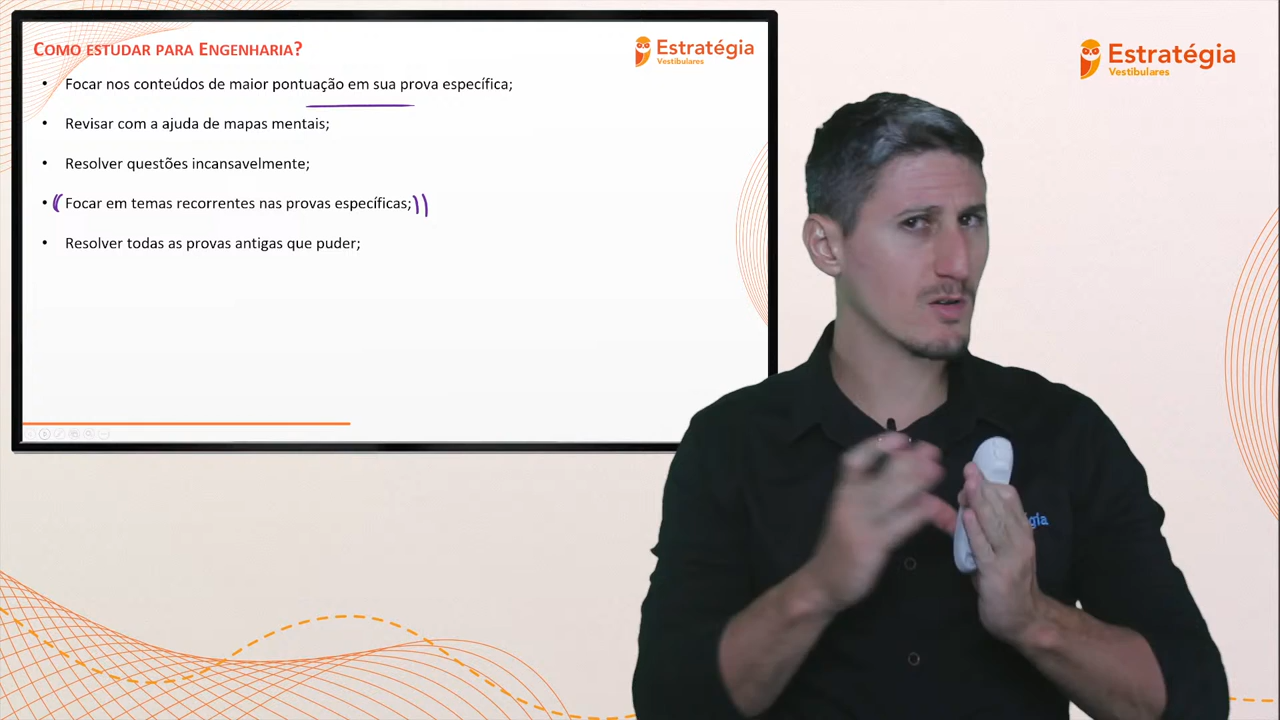 COMO ESTUDAR PARA ENGENHARIA?
Estratégia
Vestibulares
• Focar nos conteúdos de maior pontuação em sua prova específica;
• Revisar com a ajuda de mapas mentais;
• Resolver questões incansavelmente;
• Focar em temas recorrentes nas provas específicas;
• Resolver todas as provas antigas que puder;
Estratégia
Vestibulares